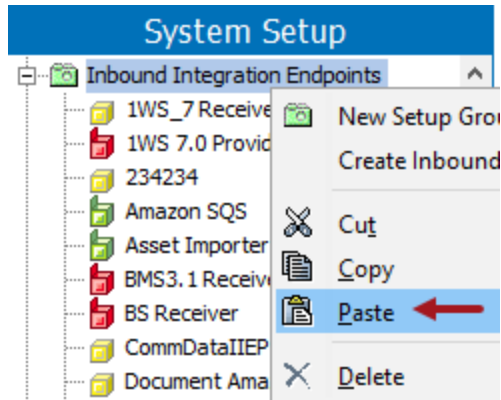 System Setup
Inbound Integration Endpoints
1WS_7 Receive
1WS 7.0 Provid
234234
Amazon SQS
Asset Importer
BMS3.1 Receiv
BS Receiver
CommDataIIEP
Document Ama
New Setup Grou
Create Inbound
Cut
Copy
Paste
Delete